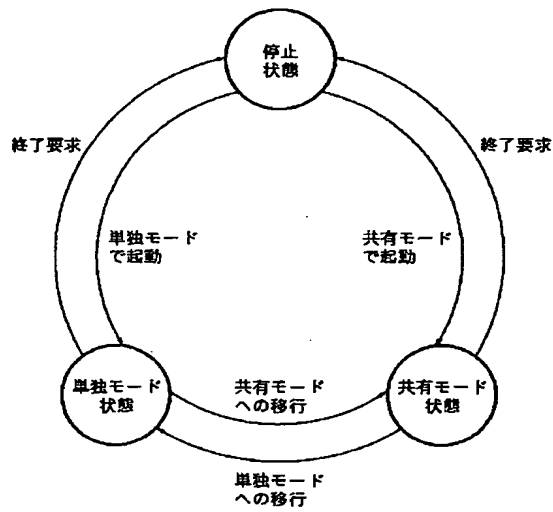 停止
状態
終了要求
終了要求
単独モード
で起動
共有モード
で起動
単独モード
状態
共有モード
への移行
共有モード
状態
単独モード
への移行